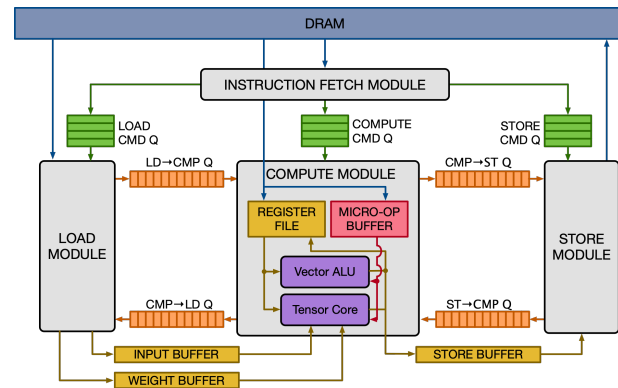 DRAM
INSTRUCTION FETCH MODULE
LOAD
CMD Q
COMPUTE
CMD Q
STORE
CMD Q
LD→CMP Q
COMPUTE MODULE
CMP→ST Q
REGISTER
FILE
MICRO-OP
BUFFER
LOAD
MODULE
STORE
MODULE
Vector ALU
Tensor Core
CMP→LD Q
ST→CMP Q
INPUT BUFFER
STORE BUFFER
WEIGHT BUFFER